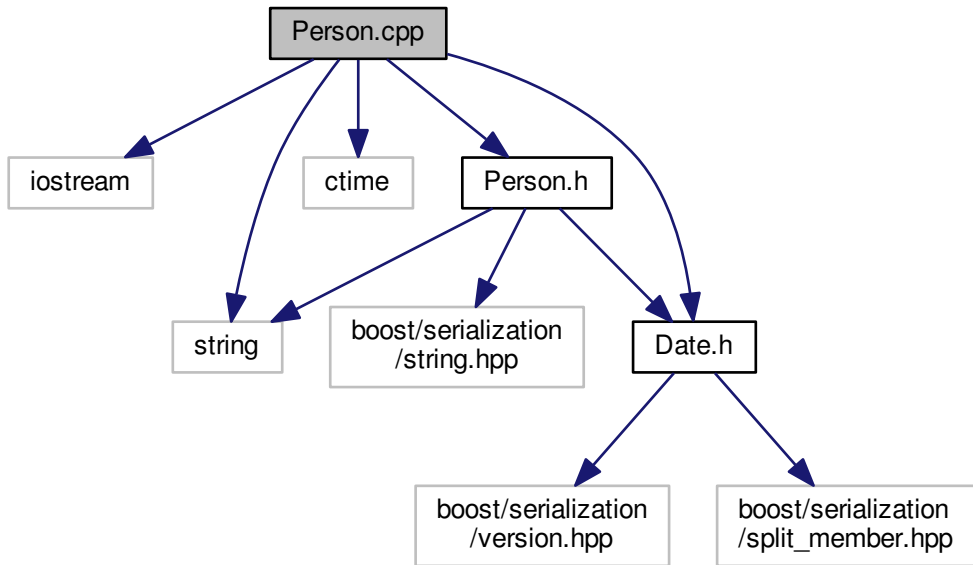 Person.cpp
iostream
ctime
Person.h
string
boost/serialization
/string.hpp
Date.h
boost/serialization
/version.hpp
boost/serialization
/split_member.hpp